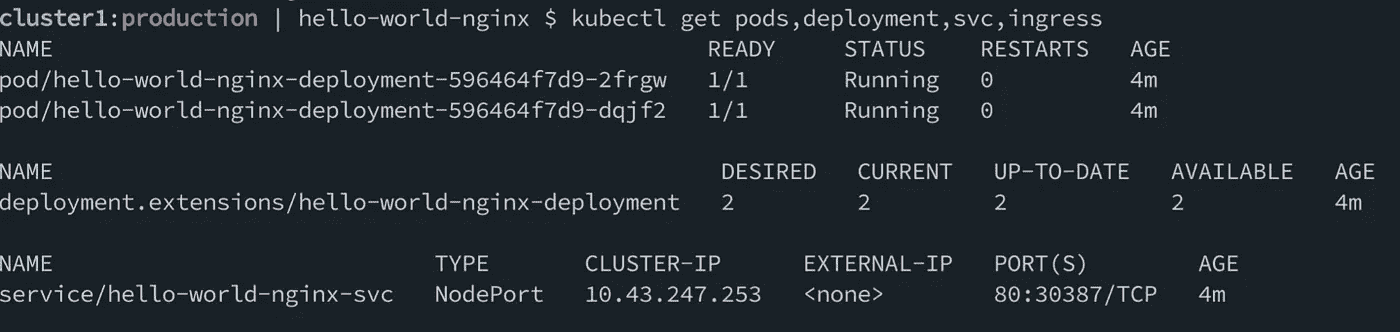 cluster1:production | hello-world-nginx $ kubectl get pods,deployment,svc,ingress
NAME READY STATUS RESTARTS AGE
pod/hello-world-nginx-deployment-596464f7d9-2frgw 1/1 Running 0 4m
pod/hello-world-nginx-deployment-596464f7d9-dqjf2 1/1 Running 0 4m
NAME DESIRED CURRENT UP-TO-DATE AVAILABLE AGE
deployment.extensions/hello-world-nginx-deployment 2 2 2 2 4m
NAME TYPE CLUSTER-IP EXTERNAL-IP PORT(S) AGE
service/hello-world-nginx-svc NodePort 10.43.247.253 <none> 80:30387/TCP 4m